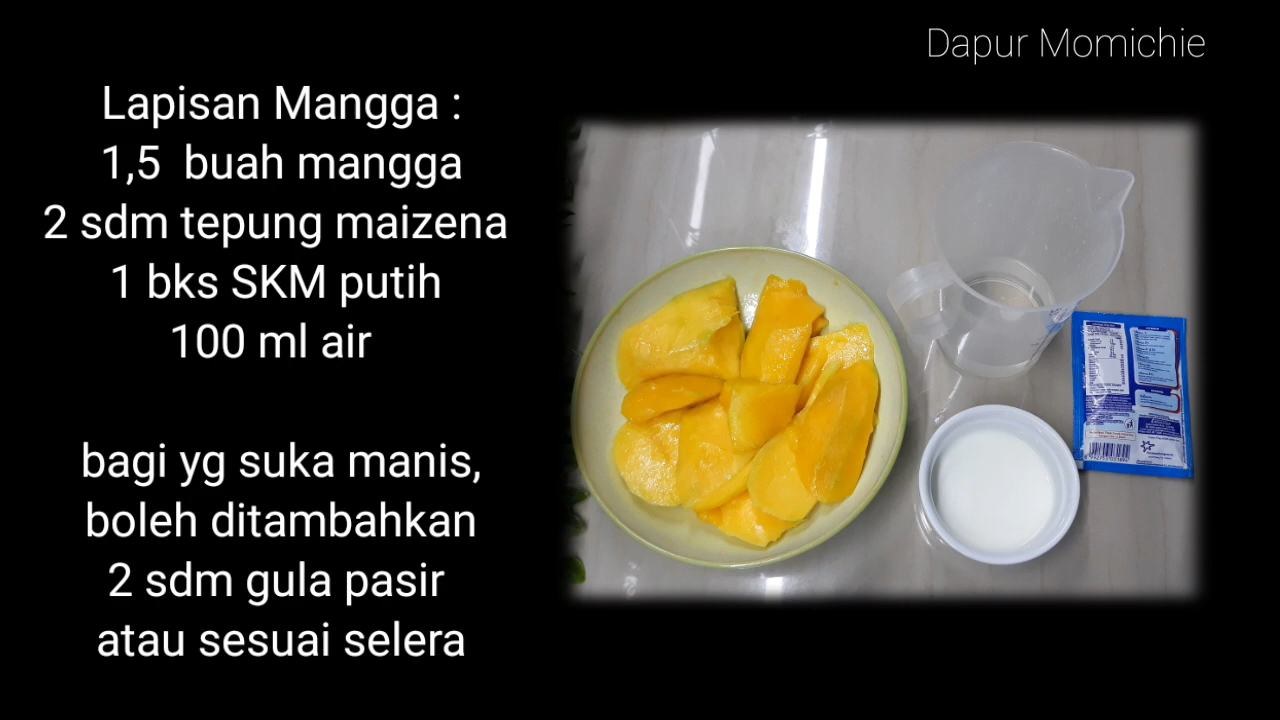 Dapur Momichie
Lapisan Mangga :
1,5 buah mangga
2 sdm tepung maizena
1 bks SKM putih
100 ml air
bagi yg suka manis,
boleh ditambahkan
2 sdm gula pasir
atau sesuai selera